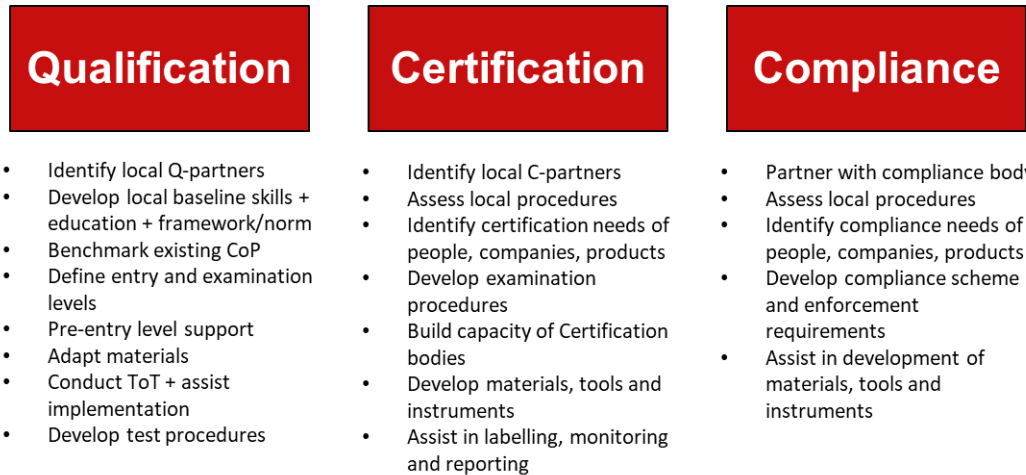 Qualification
• Identify local Q-partners
• Develop local baseline skills +
education + framework/norm
• Benchmark existing CoP
• Define entry and examination
levels
• Pre-entry level support
• Adapt materials
• Conduct ToT + assist
implementation
• Develop test procedures
Certification
• Identify local C-partners
• Assess local procedures
• Identify certification needs of
people, companies, products
• Develop examination
procedures
• Build capacity of Certification
bodies
• Develop materials, tools and
instruments
• Assist in labelling, monitoring
and reporting
Compliance
• Partner with compliance body
• Assess local procedures
• Identify compliance needs of
people, companies, products
• Develop compliance scheme
and enforcement
requirements
• Assist in development of
materials, tools and
instruments